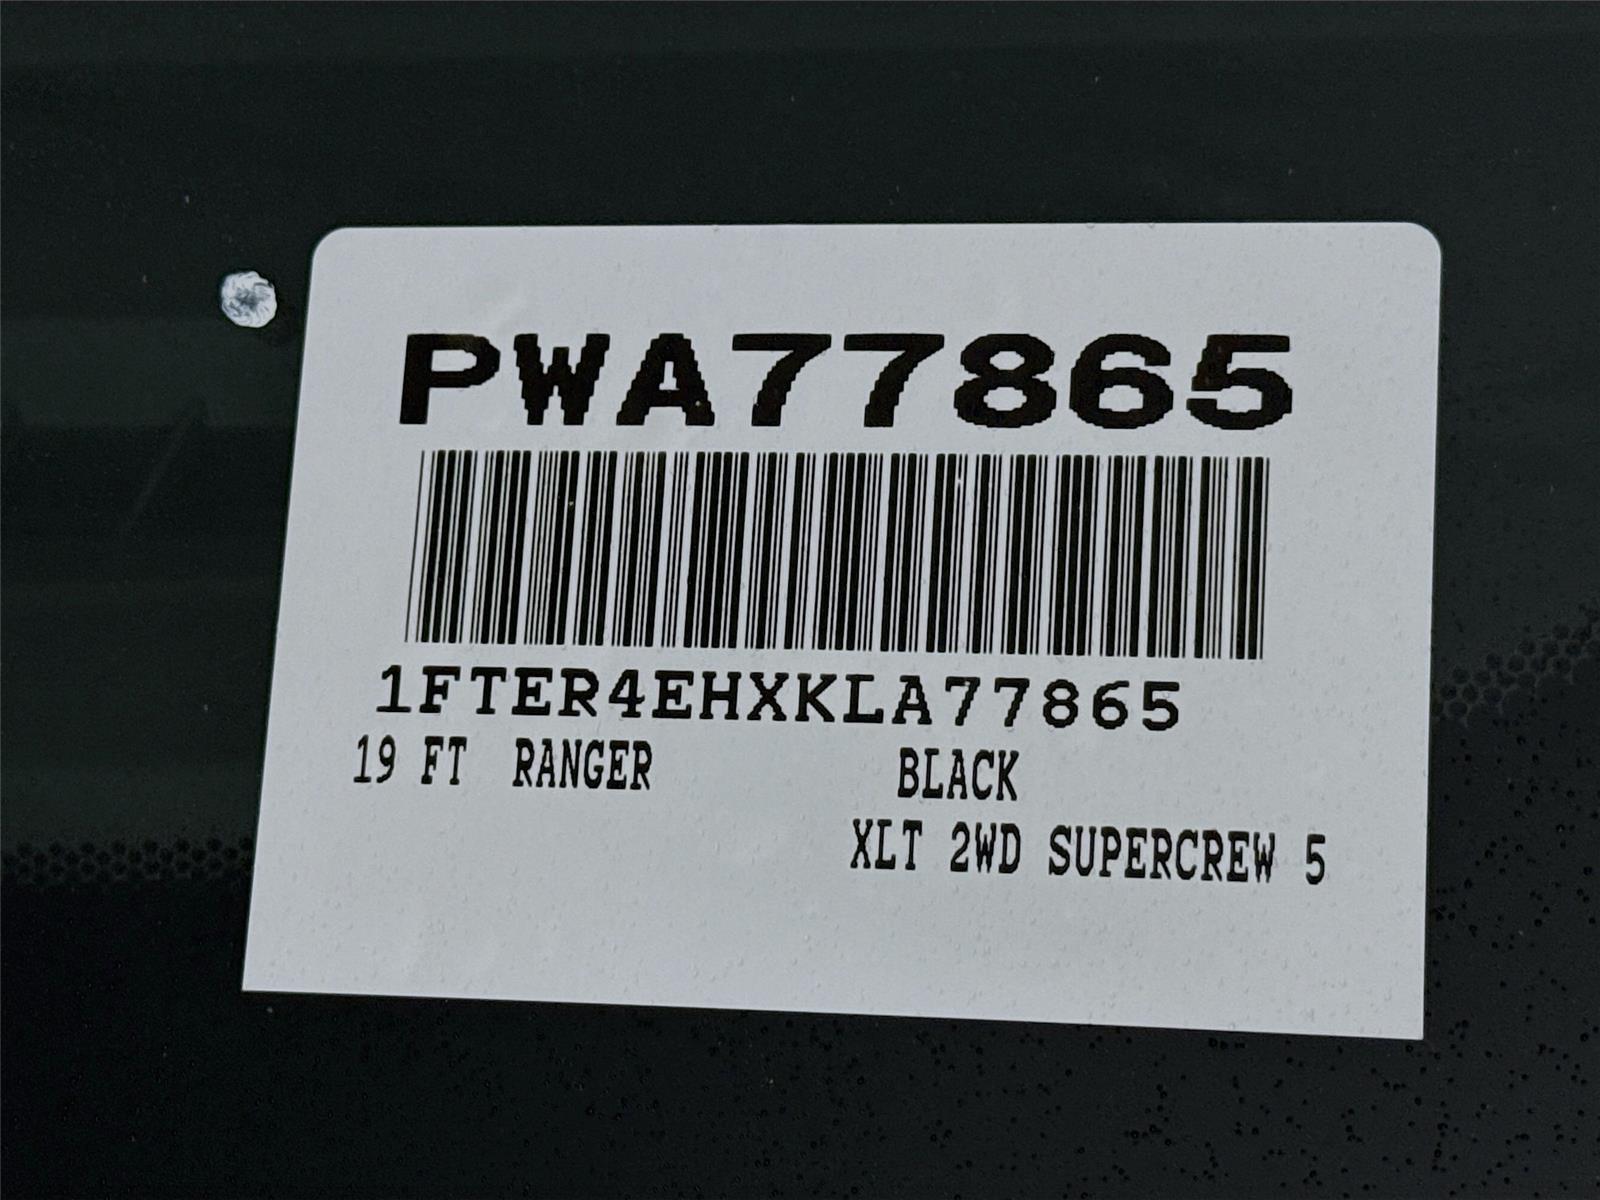 PWA77865
1FTER4EHXKLA77865
19 FT RANGER BLACK
XLT 2WD SUPERCREW 5